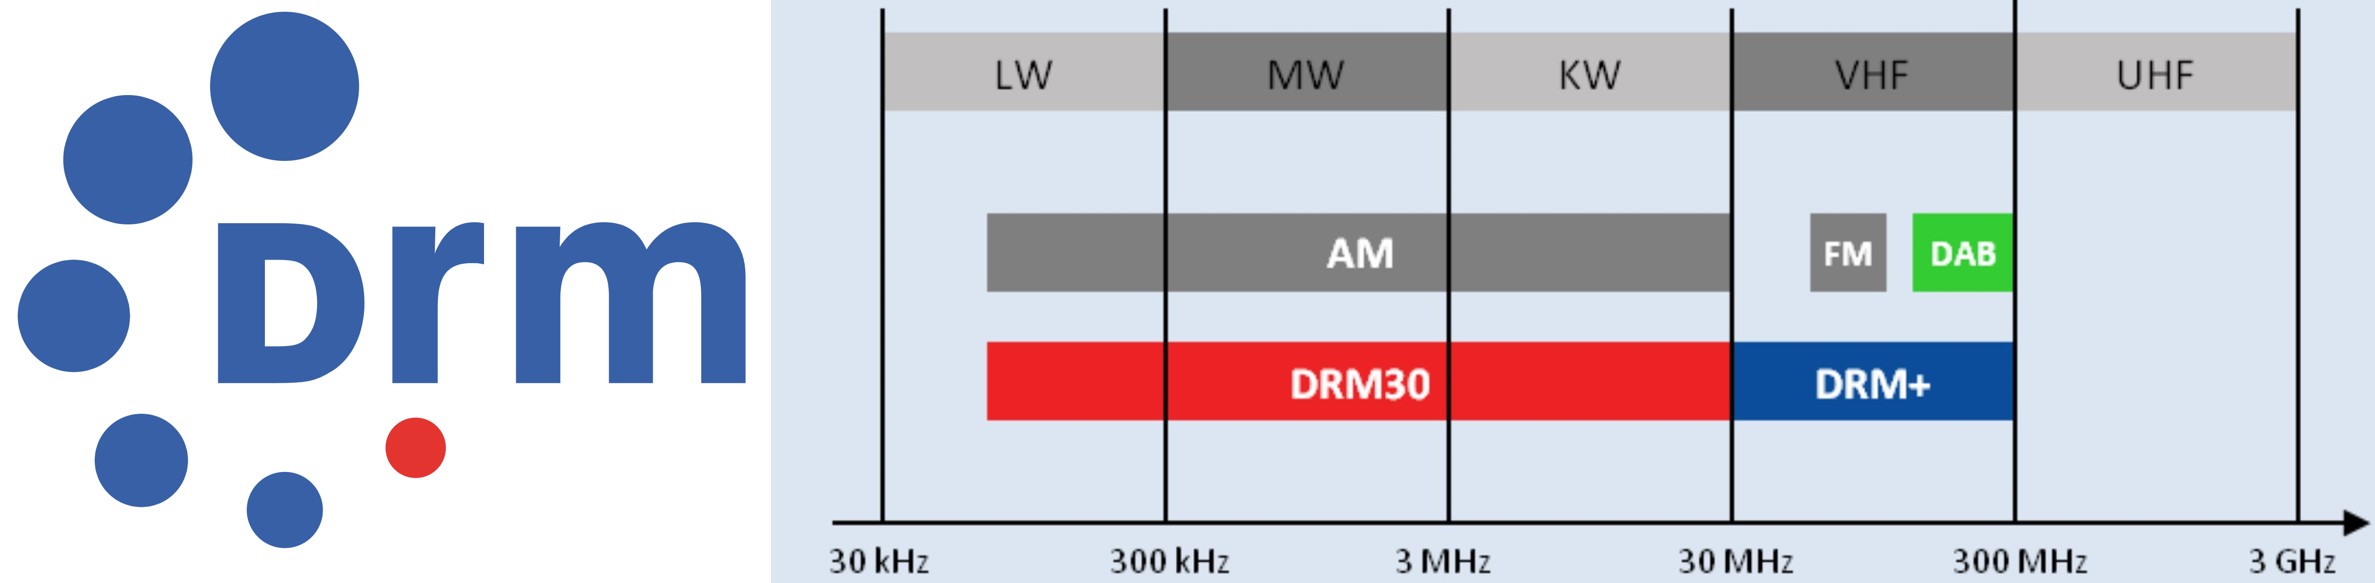 Drm
LW MW KW VHF UHF
AM FM DAB
DRM30 DRM+
30 kHz 300 kHz 3 MHz 30 MHz 300 MHz 3 GHz